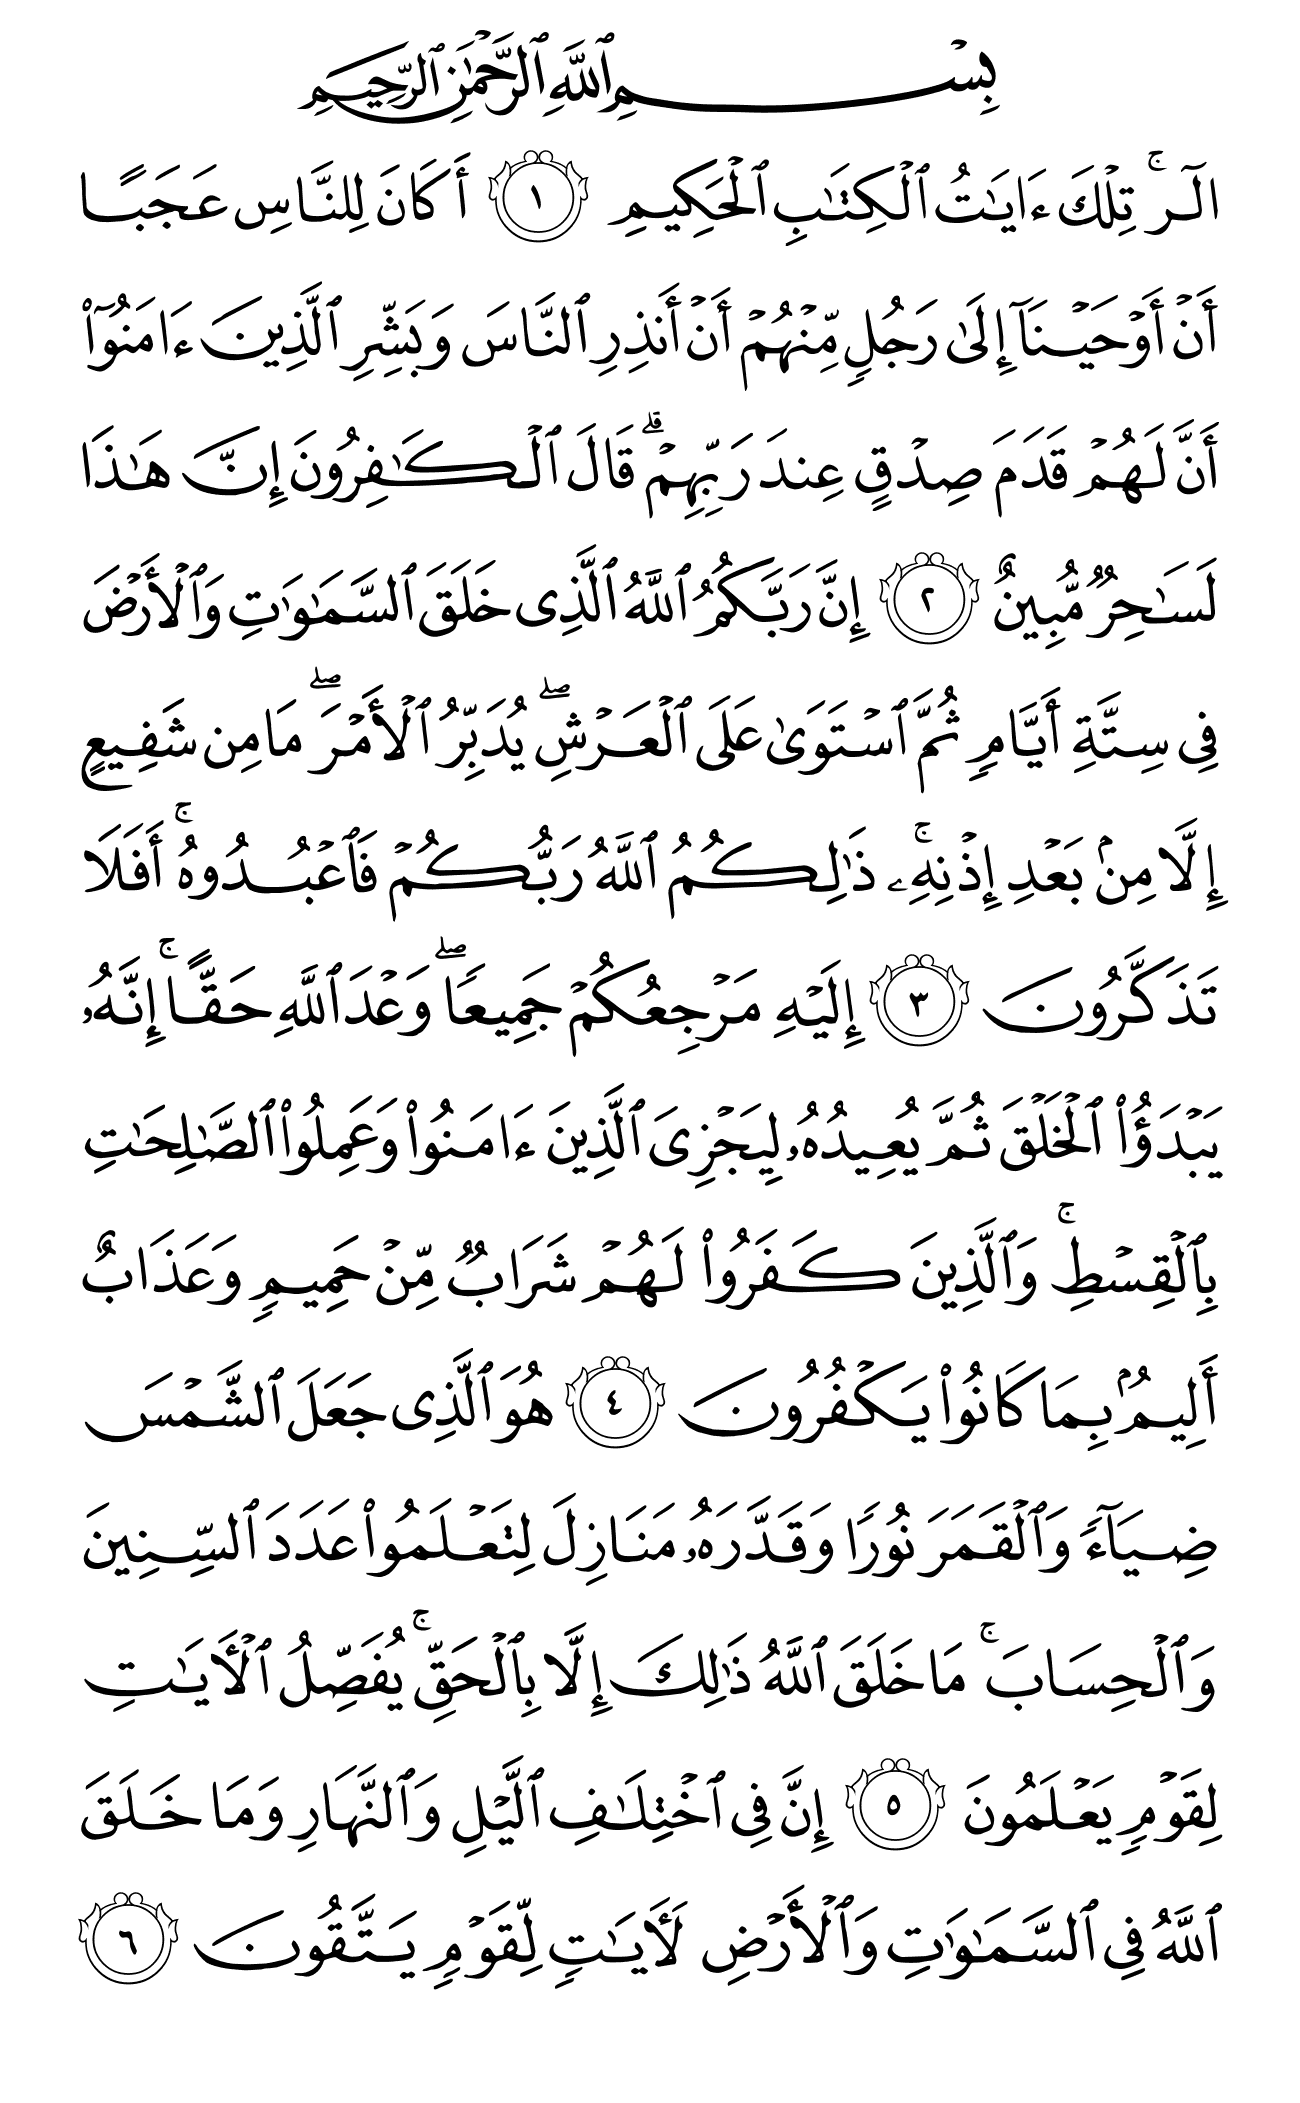 بِسْمِ ٱللَّهِ ٱلرَّحْمَٰنِ ٱلرَّحِيمِ
الٓر ۚ تِلْكَ ءَايَٰتُ ٱلْكِتَٰبِ ٱلْحَكِيمِ ١ أَكَانَ لِلنَّاسِ عَجَبًا
أَنْ أَوْحَيْنَآ إِلَىٰ رَجُلٍ مِّنْهُمْ أَنْ أَنذِرِ ٱلنَّاسَ وَبَشِّرِ ٱلَّذِينَ ءَامَنُوٓا۟
أَنَّ لَهُمْ قَدَمَ صِدْقٍ عِندَ رَبِّهِمْ ۗ قَالَ ٱلْكَٰفِرُونَ إِنَّ هَٰذَا
لَسَٰحِرٌ مُّبِينٌ ٢ إِنَّ رَبَّكُمُ ٱللَّهُ ٱلَّذِى خَلَقَ ٱلسَّمَٰوَٰتِ وَٱلْأَرْضَ
فِى سِتَّةِ أَيَّامٍ ثُمَّ ٱسْتَوَىٰ عَلَى ٱلْعَرْشِ ۖ يُدَبِّرُ ٱلْأَمْرَ ۖ مَا مِن شَفِيعٍ
إِلَّا مِنۢ بَعْدِ إِذْنِهِۦ ۚ ذَٰلِكُمُ ٱللَّهُ رَبُّكُمْ فَٱعْبُدُوهُ ۚ أَفَلَا
تَذَكَّرُونَ ٣ إِلَيْهِ مَرْجِعُكُمْ جَمِيعًا ۖ وَعْدَ ٱللَّهِ حَقًّا ۚ إِنَّهُۥ
يَبْدَؤُا۟ ٱلْخَلْقَ ثُمَّ يُعِيدُهُۥ لِيَجْزِىَ ٱلَّذِينَ ءَامَنُوا۟ وَعَمِلُوا۟ ٱلصَّٰلِحَٰتِ
بِٱلْقِسْطِ ۚ وَٱلَّذِينَ كَفَرُوا۟ لَهُمْ شَرَابٌ مِّنْ حَمِيمٍ وَعَذَابٌ
أَلِيمٌۢ بِمَا كَانُوا۟ يَكْفُرُونَ ٤ هُوَ ٱلَّذِى جَعَلَ ٱلشَّمْسَ
ضِيَآءً وَٱلْقَمَرَ نُورًا وَقَدَّرَهُۥ مَنَازِلَ لِتَعْلَمُوا۟ عَدَدَ ٱلسِّنِينَ
وَٱلْحِسَابَ ۚ مَا خَلَقَ ٱللَّهُ ذَٰلِكَ إِلَّا بِٱلْحَقِّ ۚ يُفَصِّلُ ٱلْءَايَٰتِ
لِقَوْمٍ يَعْلَمُونَ ٥ إِنَّ فِى ٱخْتِلَٰفِ ٱلَّيْلِ وَٱلنَّهَارِ وَمَا خَلَقَ
ٱللَّهُ فِى ٱلسَّمَٰوَٰتِ وَٱلْأَرْضِ لَءَايَٰتٍ لِّقَوْمٍ يَتَّقُونَ ٦